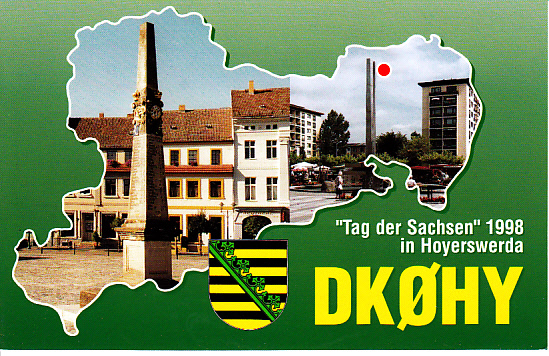 "Tag der Sachsen" 1998
in Hoyerswerda
DKØHY